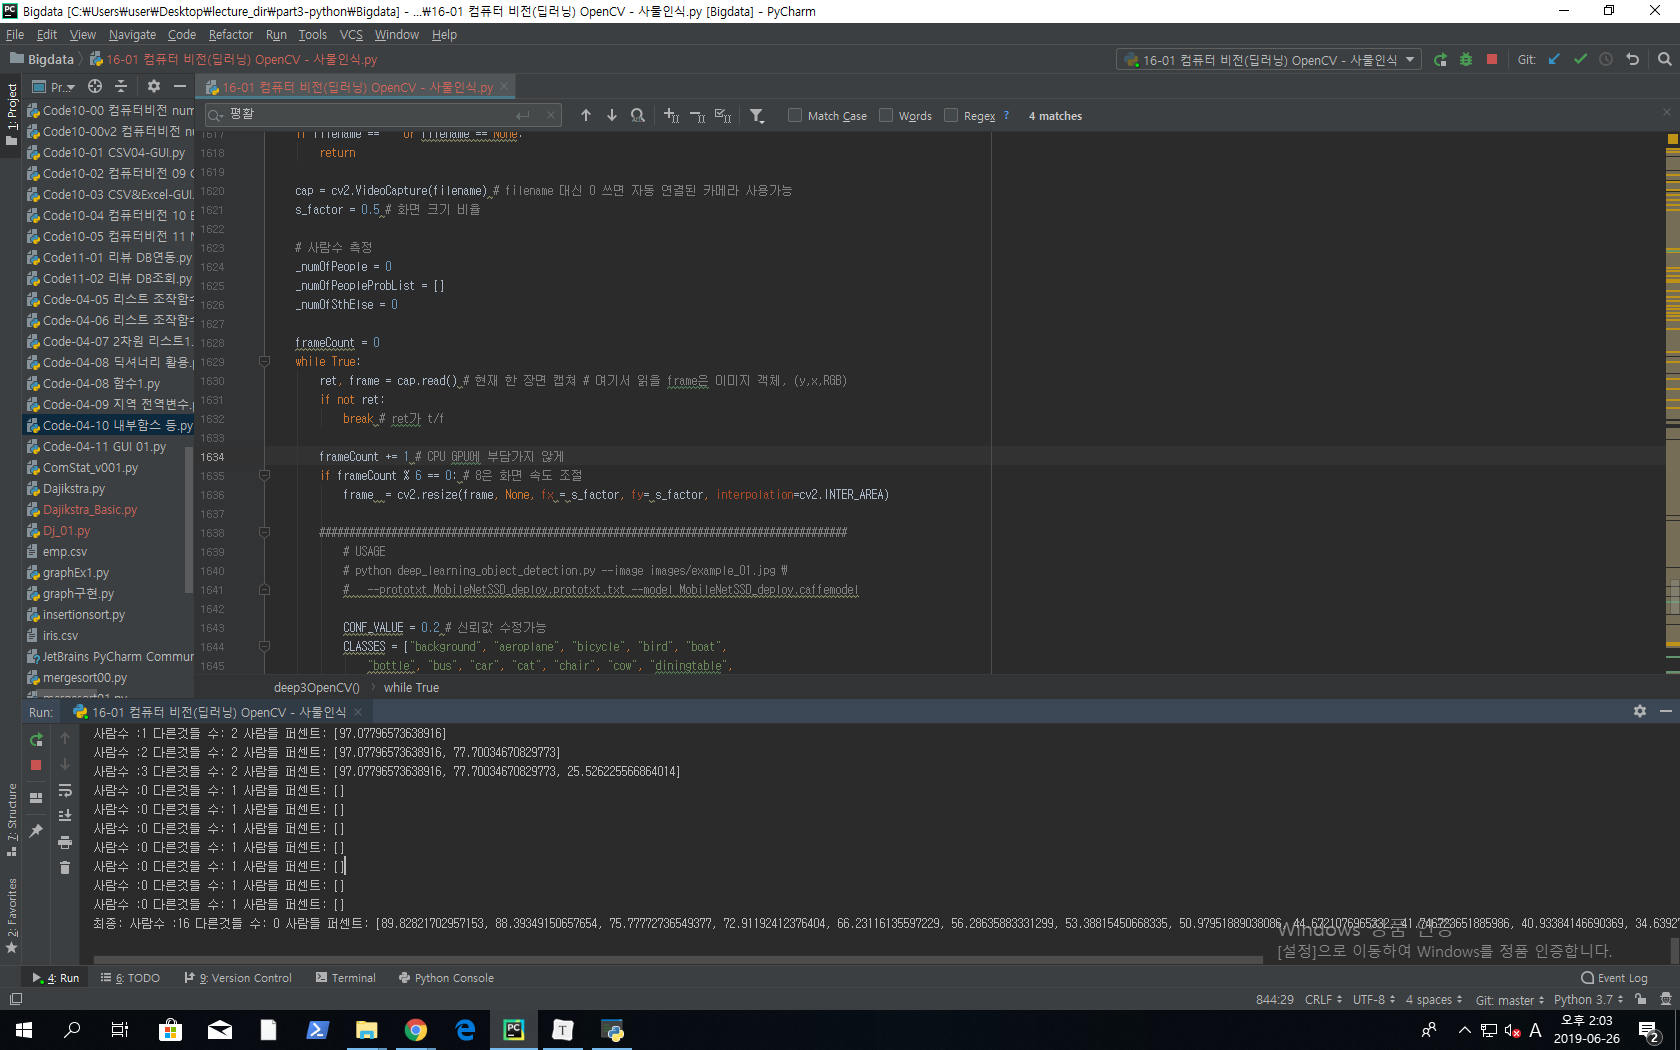 Bigdata [C:₩Users₩user₩Desktop₩lecture_dir₩part3-python₩Bigdata] - ...₩16-01 컴퓨터 비전(딥러닝) OpenCV - 사물인식.py [Bigdata] - PyCharm
File Edit View Navigate Code Refactor Run Tools VCS Window Help
Bigdata 16-01 컴퓨터 비전(딥러닝) OpenCV - 사물인식.py
16-01 컴퓨터 비전(딥러닝) OpenCV - 사물인식 Git:
1: Project
Pr..
16-01 컴퓨터 비전(딥러닝) OpenCV - 사물인식.py
평활
Match Case Words Regex ? 4 matches
Code10-00 컴퓨터비전 num
Code10-00v2 컴퓨터비전 nu
Code10-01 CSV04-GUI.py
Code10-02 컴퓨터비전 09 C
Code10-03 CSV&Excel-GUI.
Code10-04 컴퓨터비전 10 E
Code10-05 컴퓨터비전 11 M
Code11-01 리뷰 DB연동.py
Code11-02 리뷰 DB조회.py
Code-04-05 리스트 조작함수
Code-04-06 리스트 조작함수
Code-04-07 2차원 리스트1.
Code-04-08 딕셔너리 활용.p
Code-04-08 함수1.py
Code-04-09 지역 전역변수.p
Code-04-10 내부함스 등.py
Code-04-11 GUI 01.py
ComStat_v001.py
Dajikstra.py
Dajikstra_Basic.py
Dj_01.py
emp.csv
graphEx1.py
graph구현.py
insertionsort.py
iris.csv
JetBrains PyCharm Commun
mergesort00.py
mergesort01.py
1617 if filename == '' or filename == None:
1618 return
1619
1620 cap = cv2.VideoCapture(filename) # filename 대신 0 쓰면 자동 연결된 카메라 사용가능
1621 s_factor = 0.5 # 화면 크기 비율
1622
1623 # 사람수 측정
1624 _numOfPeople = 0
1625 _numOfPeopleProbList = []
1626 _numOfSthElse = 0
1627
1628 frameCount = 0
1629 while True:
1630 ret, frame = cap.read() # 현재 한 장면 캡쳐 # 여기서 읽을 frame은 이미지 객체, (y,x,RGB)
1631 if not ret:
1632 break # ret가 t/f
1633
1634 frameCount += 1 # CPU GPU에 부담가지 않게
1635 if frameCount % 6 == 0: # 8은 화면 속도 조절
1636 frame = cv2.resize(frame, None, fx = s_factor, fy= s_factor, interpolation=cv2.INTER_AREA)
1637
1638 ########################################################################################
1639 # USAGE
1640 # python deep_learning_object_detection.py --image images/example_01.jpg ₩
1641 # --prototxt MobileNetSSD_deploy.prototxt.txt --model MobileNetSSD_deploy.caffemodel
1642
1643 CONF_VALUE = 0.2 # 신뢰값 수정가능
1644 CLASSES = ["background", "aeroplane", "bicycle", "bird", "boat",
1645 "bottle", "bus", "car", "cat", "chair", "cow", "diningtable",
deep3OpenCV() while True
Run: 16-01 컴퓨터 비전(딥러닝) OpenCV - 사물인식
사람수 :1 다른것들 수: 2 사람들 퍼센트: [97.07796573638916]
사람수 :2 다른것들 수: 2 사람들 퍼센트: [97.07796573638916, 77.70034670829773]
사람수 :3 다른것들 수: 2 사람들 퍼센트: [97.07796573638916, 77.70034670829773, 25.526225566864014]
사람수 :0 다른것들 수: 1 사람들 퍼센트: []
사람수 :0 다른것들 수: 1 사람들 퍼센트: []
사람수 :0 다른것들 수: 1 사람들 퍼센트: []
사람수 :0 다른것들 수: 1 사람들 퍼센트: []
사람수 :0 다른것들 수: 1 사람들 퍼센트: []
사람수 :0 다른것들 수: 1 사람들 퍼센트: []
사람수 :0 다른것들 수: 1 사람들 퍼센트: []
최종: 사람수 :16 다른것들 수: 0 사람들 퍼센트: [89.82821702957153, 88.39349150657654, 75.77772736549377, 72.91192412376404, 66.23116135597229, 56.28635883331299, 53.38815450668335, 50.97951889038086, 44.6721076965332, 41.746723651885986, 40.93384146690369, 34.6392
Windows 정품 인증
[설정]으로 이동하여 Windows를 정품 인증합니다.
7: Structure
2: Favorites
4: Run 6: TODO 9: Version Control Terminal Python Console Event Log
844:29 CRLF UTF-8 4 spaces Git: master Python 3.7
A 오후 2:03
2019-06-26
2